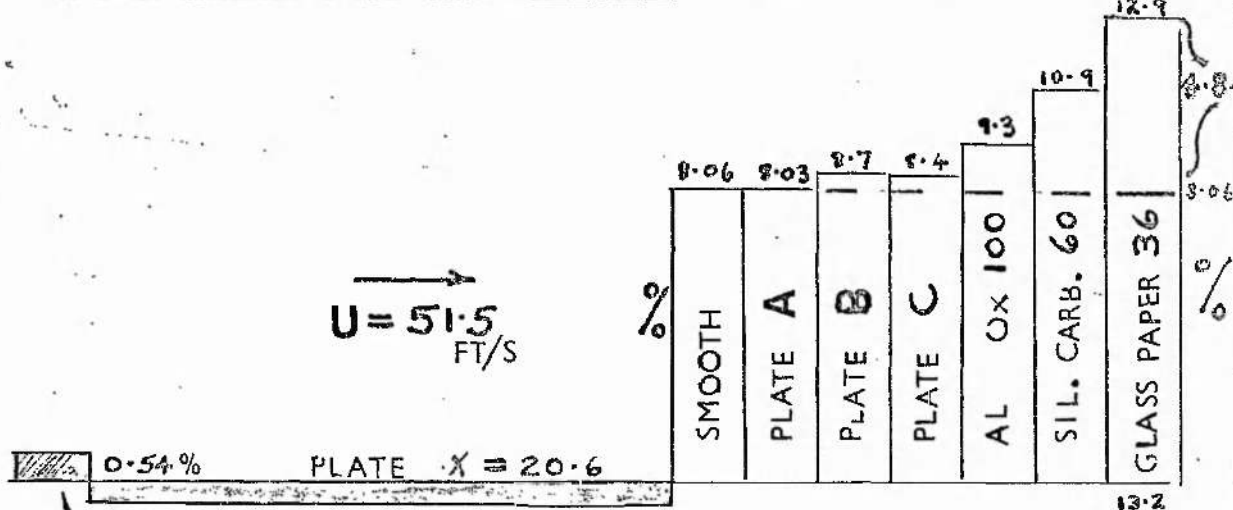 12.9
10.9
9.3
8.06
8.03
8.7
8.4
4.8
8.06
%
%
U = 51.5
FT/S
SMOOTH
PLATE A
PLATE B
PLATE C
AL Ox 100
SIL. CARB. 60
GLASS PAPER 36
0.54%
PLATE X = 20.6
13.2